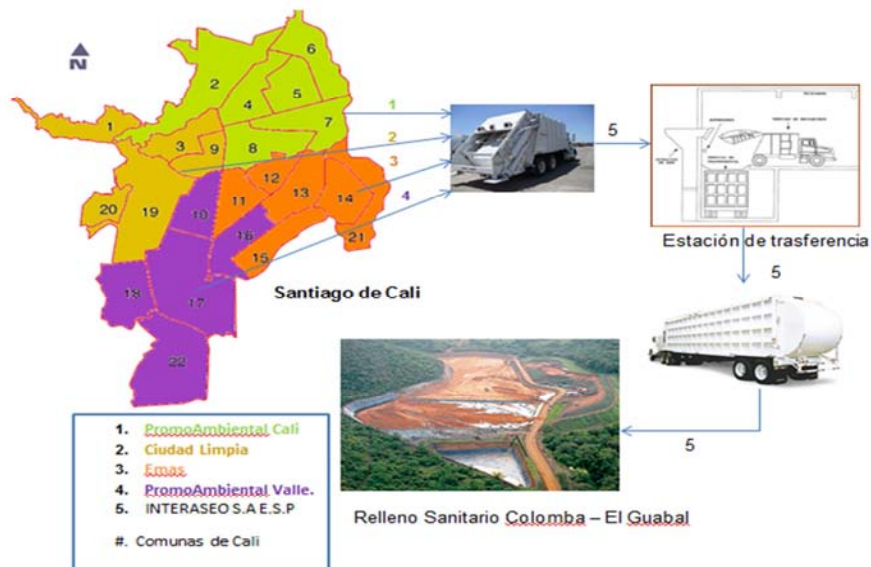 N
6
2
5
4
1
7
1
3
9
8
2
5
3
12
14
13
11
20
19
10
4
16
21
15
Estación de trasferencia
18
17
Santiago de Cali
5
22
5
1. PromoAmbiental Cali
2. Ciudad Limpia
3. Emas
4. PromoAmbiental Valle.
5. INTERASEO S.A E.S.P
#. Comunas de Cali
Relleno Sanitario Colomba – El Guabal